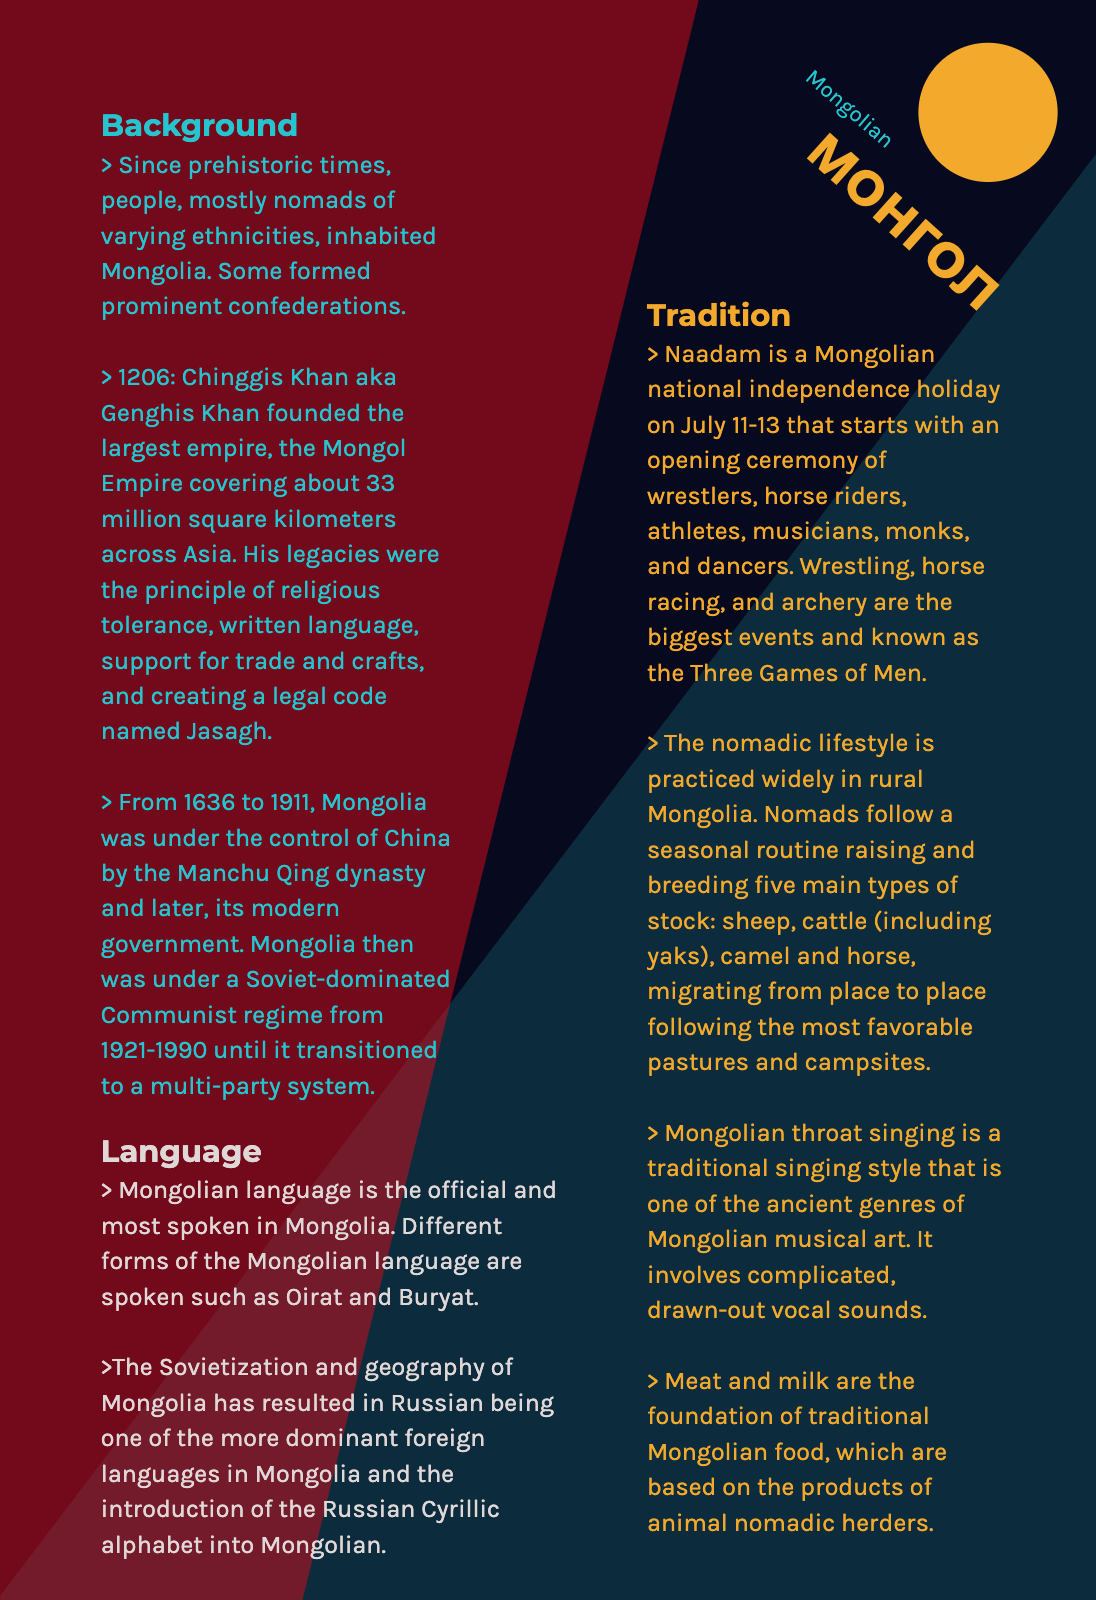 Mongolian
МОНГОЛ
Background
> Since prehistoric times,
people, mostly nomads of
varying ethnicities, inhabited
Mongolia. Some formed
prominent confederations.
> 1206: Chinggis Khan aka
Genghis Khan founded the
largest empire, the Mongol
Empire covering about 33
million square kilometers
across Asia. His legacies were
the principle of religious
tolerance, written language,
support for trade and crafts,
and creating a legal code
named Jasagh.
> From 1636 to 1911, Mongolia
was under the control of China
by the Manchu Qing dynasty
and later, its modern
government. Mongolia then
was under a Soviet-dominated
Communist regime from
1921-1990 until it transitioned
to a multi-party system.
Language
> Mongolian language is the official and
most spoken in Mongolia. Different
forms of the Mongolian language are
spoken such as Oirat and Buryat.
>The Sovietization and geography of
Mongolia has resulted in Russian being
one of the more dominant foreign
languages in Mongolia and the
introduction of the Russian Cyrillic
alphabet into Mongolian.
Tradition
> Naadam is a Mongolian
national independence holiday
on July 11-13 that starts with an
opening ceremony of
wrestlers, horse riders,
athletes, musicians, monks,
and dancers. Wrestling, horse
racing, and archery are the
biggest events and known as
the Three Games of Men.
> The nomadic lifestyle is
practiced widely in rural
Mongolia. Nomads follow a
seasonal routine raising and
breeding five main types of
stock: sheep, cattle (including
yaks), camel and horse,
migrating from place to place
following the most favorable
pastures and campsites.
> Mongolian throat singing is a
traditional singing style that is
one of the ancient genres of
Mongolian musical art. It
involves complicated,
drawn-out vocal sounds.
> Meat and milk are the
foundation of traditional
Mongolian food, which are
based on the products of
animal nomadic herders.